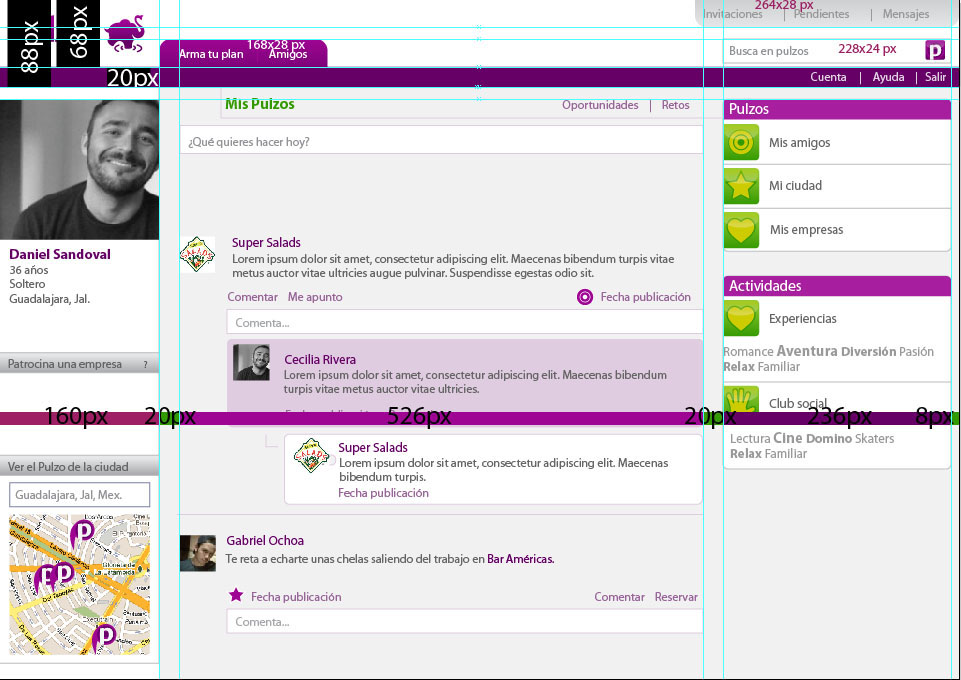 264x28 px
Invitaciones | Pendientes | Mensajes
88px
68px
168x28 px
Arma tu plan Amigos
Busca en pulzos 228x24 px P
20px
Cuenta | Ayuda | Salir
Mis Pulzos
Oportunidades | Retos
¿Qué quieres hacer hoy?
Daniel Sandoval
36 años
Soltero
Guadalajara, Jal.
Patrocina una empresa ?
Ver el Pulzo de la ciudad
Guadalajara, Jal, Mex.
P
P
P
Super Salads
Lorem ipsum dolor sit amet, consectetur adipiscing elit. Maecenas bibendum turpis vitae
metus auctor vitae ultricies augue pulvinar. Suspendisse egestas odio sit.
Comentar Me apunto
Fecha publicación
Comenta...
Cecilia Rivera
Lorem ipsum dolor sit amet, consectetur adipiscing elit. Maecenas bibendum
turpis vitae metus auctor vitae ultricies.
Fecha publicación
160px 20px 526px 20px 236px 8px
SALADS
Super Salads
Lorem ipsum dolor sit amet, consectetur adipiscing elit. Maecenas
bibendum turpis.
Fecha publicación
Gabriel Ochoa
Te reta a echarte unas chelas saliendo del trabajo en Bar Américas.
Fecha publicación
Comentar Reservar
Comenta...
Pulzos
Mis amigos
Mi ciudad
Mis empresas
Actividades
Experiencias
Romance Aventura Diversión Pasión
Relax Familiar
Club social
Lectura Cine Domino Skaters
Relax Familiar